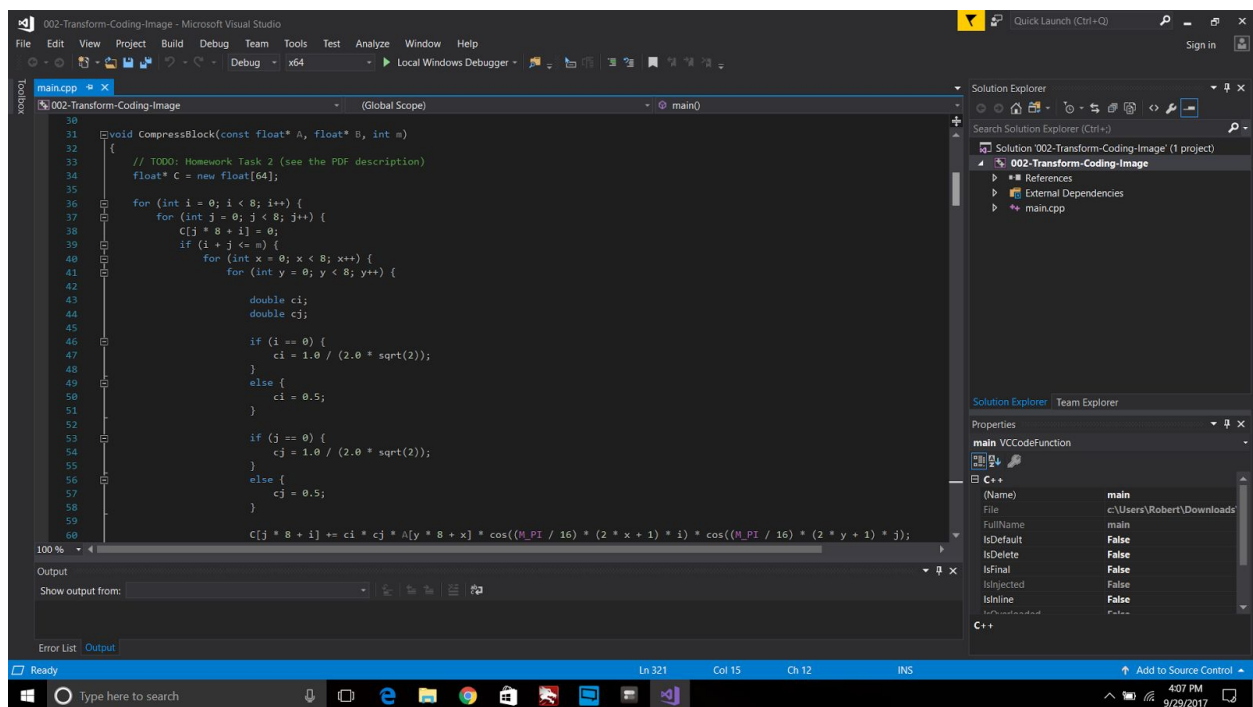 002-Transform-Coding-Image - Microsoft Visual Studio
Quick Launch (Ctrl+Q)
File Edit View Project Build Debug Team Tools Test Analyze Window Help
Sign in
Debug x64 Local Windows Debugger
Toolbox
main.cpp
002-Transform-Coding-Image (Global Scope) main()
30
31 void CompressBlock(const float* A, float* B, int m)
32 {
33 // TODO: Homework Task 2 (see the PDF description)
34 float* C = new float[64];
35
36 for (int i = 0; i < 8; i++) {
37 for (int j = 0; j < 8; j++) {
38 C[j * 8 + i] = 0;
39 if (i + j <= m) {
40 for (int x = 0; x < 8; x++) {
41 for (int y = 0; y < 8; y++) {
42
43 double ci;
44 double cj;
45
46 if (i == 0) {
47 ci = 1.0 / (2.0 * sqrt(2));
48 }
49 else {
50 ci = 0.5;
51 }
52
53 if (j == 0) {
54 cj = 1.0 / (2.0 * sqrt(2));
55 }
56 else {
57 cj = 0.5;
58 }
59
60 C[j * 8 + i] += ci * cj * A[y * 8 + x] * cos((M_PI / 16) * (2 * x + 1) * i) * cos((M_PI / 16) * (2 * y + 1) * j);
100 %
Output
Show output from:
Error List Output
Solution Explorer
Search Solution Explorer (Ctrl+;)
Solution '002-Transform-Coding-Image' (1 project)
002-Transform-Coding-Image
References
External Dependencies
main.cpp
Solution Explorer Team Explorer
Properties
main VCCodeFunction
C++
(Name) main
File c:\Users\Robert\Downloads
FullName main
IsDefault False
IsDelete False
IsFinal False
IsInjected False
IsInline False
IsOverloaded False
C++
Ready Ln 321 Col 15 Ch 12 INS Add to Source Control
Type here to search
4:07 PM
9/29/2017